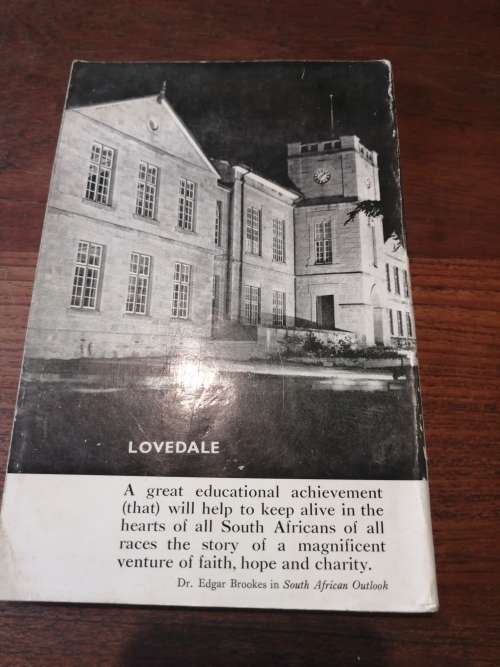 LOVEDALE
A great educational achievement
(that) will help to keep alive in the
hearts of all South Africans of all
races the story of a magnificent
venture of faith, hope and charity.
Dr. Edgar Brookes in South African Outlook